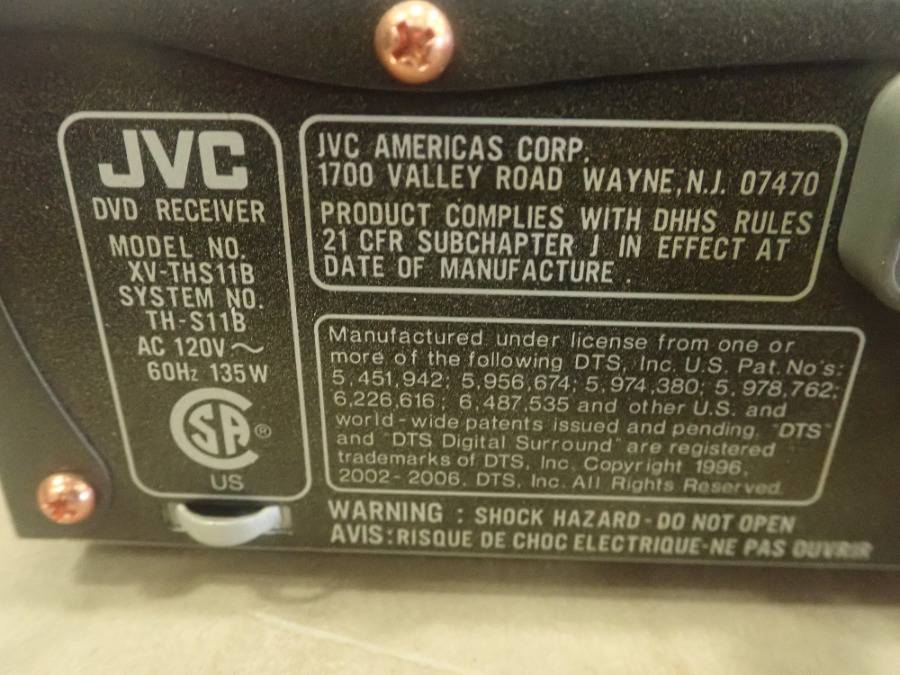 JVC
DVD RECEIVER
MODEL NO.
XV-THS11B
SYSTEM NO.
TH-S11B
AC 120V～
60Hz 135W
SA ®
US
JVC AMERICAS CORP.
1700 VALLEY ROAD WAYNE,N.J. 07470
PRODUCT COMPLIES WITH DHHS RULES
21 CFR SUBCHAPTER J IN EFFECT AT
DATE OF MANUFACTURE .
Manufactured under license from one or
more of the following DTS, Inc. U.S. Pat. No's:
5,451,942; 5,956,674; 5,974,380; 5,978,762;
6,226,616; 6,487,535 and other U.S. and
world-wide patents issued and pending. "DTS"
and "DTS Digital Surround" are registered
trademarks of DTS, Inc. Copyright 1996,
2002-2006, DTS, Inc. All Rights Reserved.
WARNING : SHOCK HAZARD-DO NOT OPEN
AVIS:RISQUE DE CHOC ELECTRIQUE-NE PAS OUVRIR